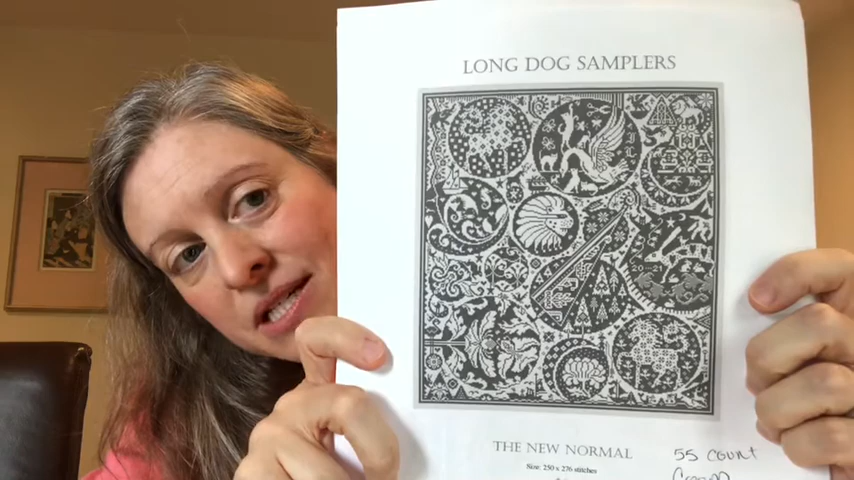 LONG DOG SAMPLERS
THE NEW NORMAL
55 count
Size: 250 x 276 stitches